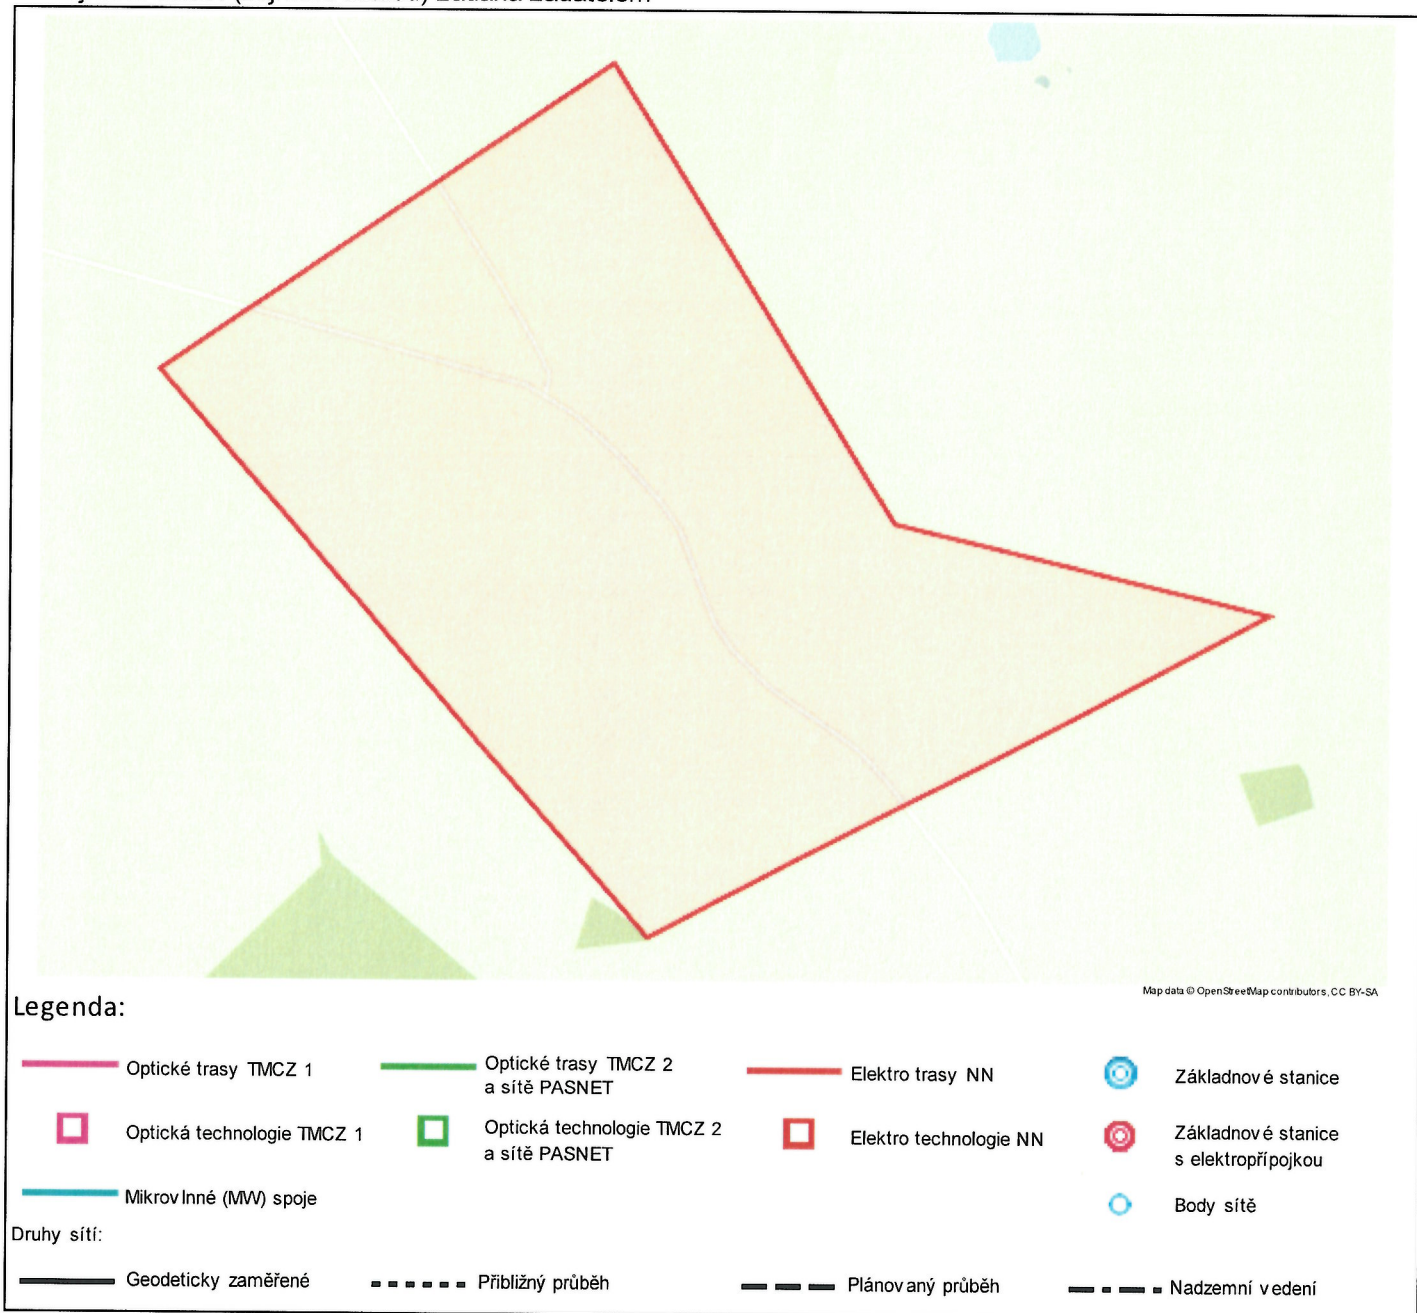 zadána žadatelem
Map data © OpenStreetMap contributors, CC BY-SA
Legenda:
Optické trasy TMCZ 1
Optické trasy TMCZ 2
a sítě PASNET
Elektro trasy NN
Základnové stanice
Optická technologie TMCZ 1
Optická technologie TMCZ 2
a sítě PASNET
Elektro technologie NN
Základnové stanice
s elektropřípojkou
Mikrovlnné (MW) spoje
Body sítě
Druhy sítí:
Geodeticky zaměřené
Přibližný průběh
Plánovaný průběh
Nadzemní vedení